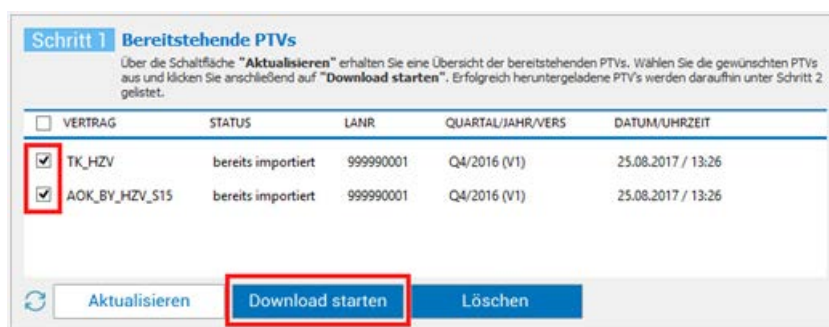 Schritt 1 Bereitstehende PTVs
Über die Schaltfläche "Aktualisieren" erhalten Sie eine Übersicht der bereitstehenden PTVs. Wählen Sie die gewünschten PTVs
aus und klicken Sie anschließend auf "Download starten". Erfolgreich heruntergeladene PTV's werden daraufhin unter Schritt 2
gelistet.
VERTRAG STATUS LANR QUARTAL/JAHR/VERS DATUM/UHRZEIT
TK_HZV bereits importiert 999990001 Q4/2016 (V1) 25.08.2017 / 13:26
AOK_BY_HZV_S15 bereits importiert 999990001 Q4/2016 (V1) 25.08.2017 / 13:26
Aktualisieren Download starten Löschen